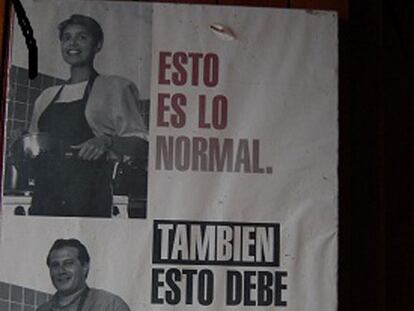 ESTO
ES LO
NORMAL.
TAMBIEN
ESTO DEBE